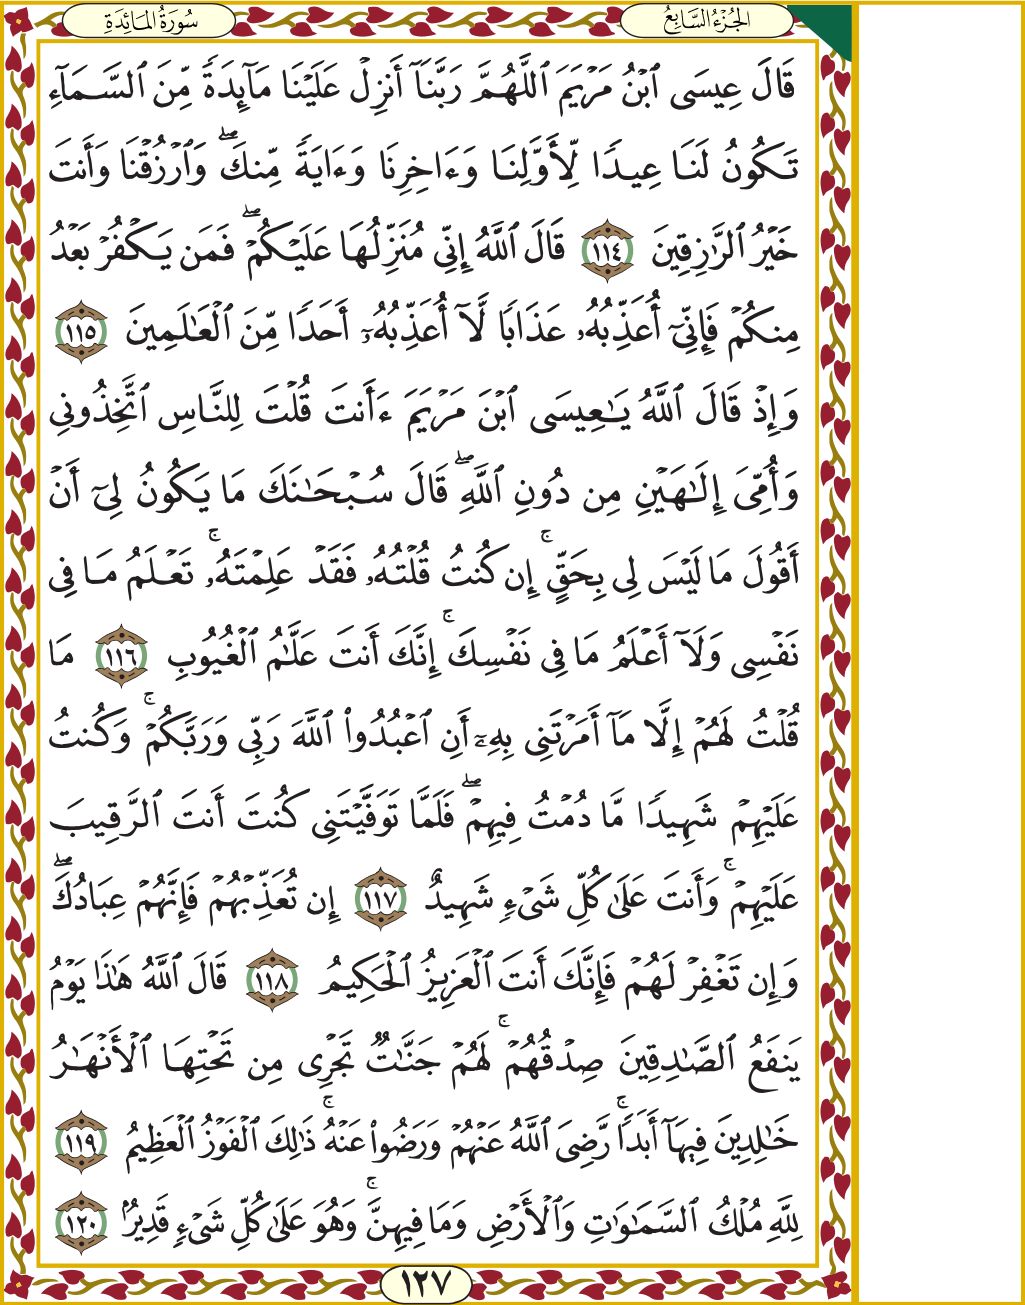 الجُزْءُ السَّابِعُ
سُورَةُ المَائِدَةِ
قَالَ عِيسَى ٱبْنُ مَرْيَمَ ٱللَّهُمَّ رَبَّنَآ أَنزِلْ عَلَيْنَا مَآئِدَةً مِّنَ ٱلسَّمَآءِ
تَكُونُ لَنَا عِيدًا لِّأَوَّلِنَا وَءَاخِرِنَا وَءَايَةً مِّنكَۖ وَٱرْزُقْنَا وَأَنتَ
خَيْرُ ٱلرَّٰزِقِينَ ١١٤ قَالَ ٱللَّهُ إِنِّى مُنَزِّلُهَا عَلَيْكُمْۖ فَمَن يَكْفُرْ بَعْدُ
مِنكُمْ فَإِنِّىٓ أُعَذِّبُهُۥ عَذَابًا لَّآ أُعَذِّبُهُۥٓ أَحَدًا مِّنَ ٱلْعَٰلَمِينَ ١١٥
وَإِذْ قَالَ ٱللَّهُ يَٰعِيسَى ٱبْنَ مَرْيَمَ ءَأَنتَ قُلْتَ لِلنَّاسِ ٱتَّخِذُونِى
وَأُمِّىَ إِلَٰهَيْنِ مِن دُونِ ٱللَّهِۖ قَالَ سُبْحَٰنَكَ مَا يَكُونُ لِىٓ أَنْ
أَقُولَ مَا لَيْسَ لِى بِحَقٍّۚ إِن كُنتُ قُلْتُهُۥ فَقَدْ عَلِمْتَهُۥۚ تَعْلَمُ مَا فِى
نَفْسِى وَلَآ أَعْلَمُ مَا فِى نَفْسِكَۚ إِنَّكَ أَنتَ عَلَّٰمُ ٱلْغُيُوبِ ١١٦ مَا
قُلْتُ لَهُمْ إِلَّا مَآ أَمَرْتَنِى بِهِۦٓ أَنِ ٱعْبُدُوا۟ ٱللَّهَ رَبِّى وَرَبَّكُمْۚ وَكُنتُ
عَلَيْهِمْ شَهِيدًا مَّا دُمْتُ فِيهِمْۖ فَلَمَّا تَوَفَّيْتَنِى كُنتَ أَنتَ ٱلرَّقِيبَ
عَلَيْهِمْۚ وَأَنتَ عَلَىٰ كُلِّ شَىْءٍ شَهِيدٌ ١١٧ إِن تُعَذِّبْهُمْ فَإِنَّهُمْ عِبَادُكَۖ
وَإِن تَغْفِرْ لَهُمْ فَإِنَّكَ أَنتَ ٱلْعَزِيزُ ٱلْحَكِيمُ ١١٨ قَالَ ٱللَّهُ هَٰذَا يَوْمُ
يَنفَعُ ٱلصَّٰدِقِينَ صِدْقُهُمْۚ لَهُمْ جَنَّٰتٌ تَجْرِى مِن تَحْتِهَا ٱلْأَنْهَٰرُ
خَٰلِدِينَ فِيهَآ أَبَدًاۚ رَّضِىَ ٱللَّهُ عَنْهُمْ وَرَضُوا۟ عَنْهُۚ ذَٰلِكَ ٱلْفَوْزُ ٱلْعَظِيمُ ١١٩
لِلَّهِ مُلْكُ ٱلسَّمَٰوَٰتِ وَٱلْأَرْضِ وَمَا فِيهِنَّۚ وَهُوَ عَلَىٰ كُلِّ شَىْءٍ قَدِيرٌۢ ١٢٠
١٢٧